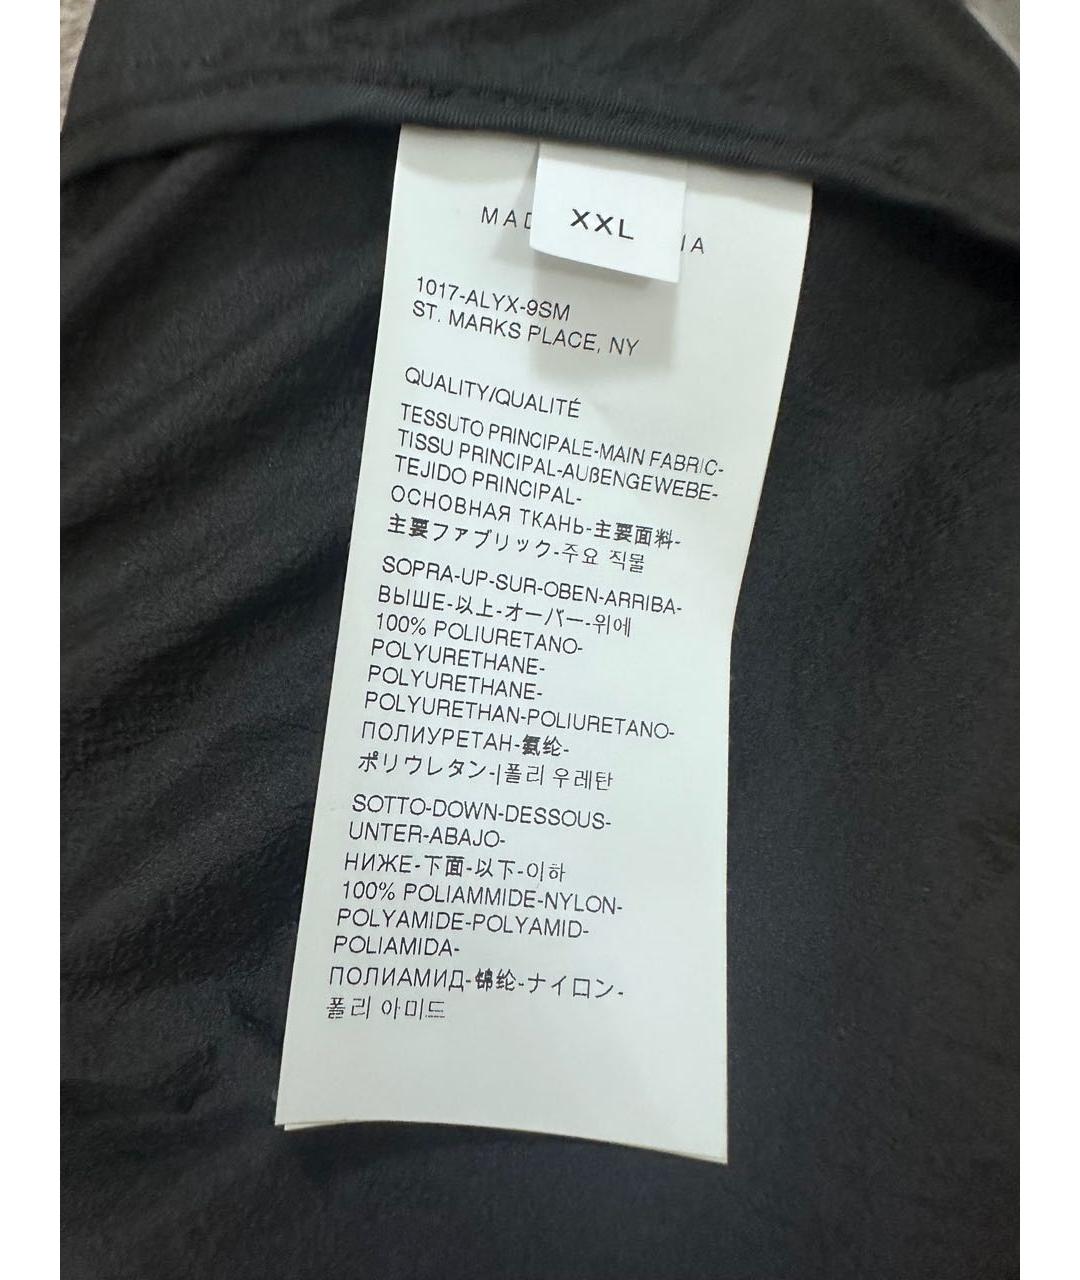 XXL
1017-ALYX-9SM
ST. MARKS PLACE, NY
QUALITY/QUALITÉ
TESSUTO PRINCIPALE-MAIN FABRIC-
TISSU PRINCIPAL-AUßENGEWEBE-
TEJIDO PRINCIPAL-
ОСНОВНАЯ ТКАНЬ-主要面料-
主要ファブリック-주요 직물
SOPRA-UP-SUR-OBEN-ARRIBA-
ВЫШЕ-以上-オーバー-위에
100% POLIURETANO-
POLYURETHANE-
POLYURETHANE-
POLYURETHAN-POLIURETANO-
ПОЛИУРЕТАН-氨纶-
ポリウレタン-|폴리 우레탄
SOTTO-DOWN-DESSOUS-
UNTER-ABAJO-
НИЖЕ-下面-以下-이하
100% POLIAMMIDE-NYLON-
POLYAMIDE-POLYAMID-
POLIAMIDA-
ПОЛИАМИД-锦纶-ナイロン-
폴리 아미드